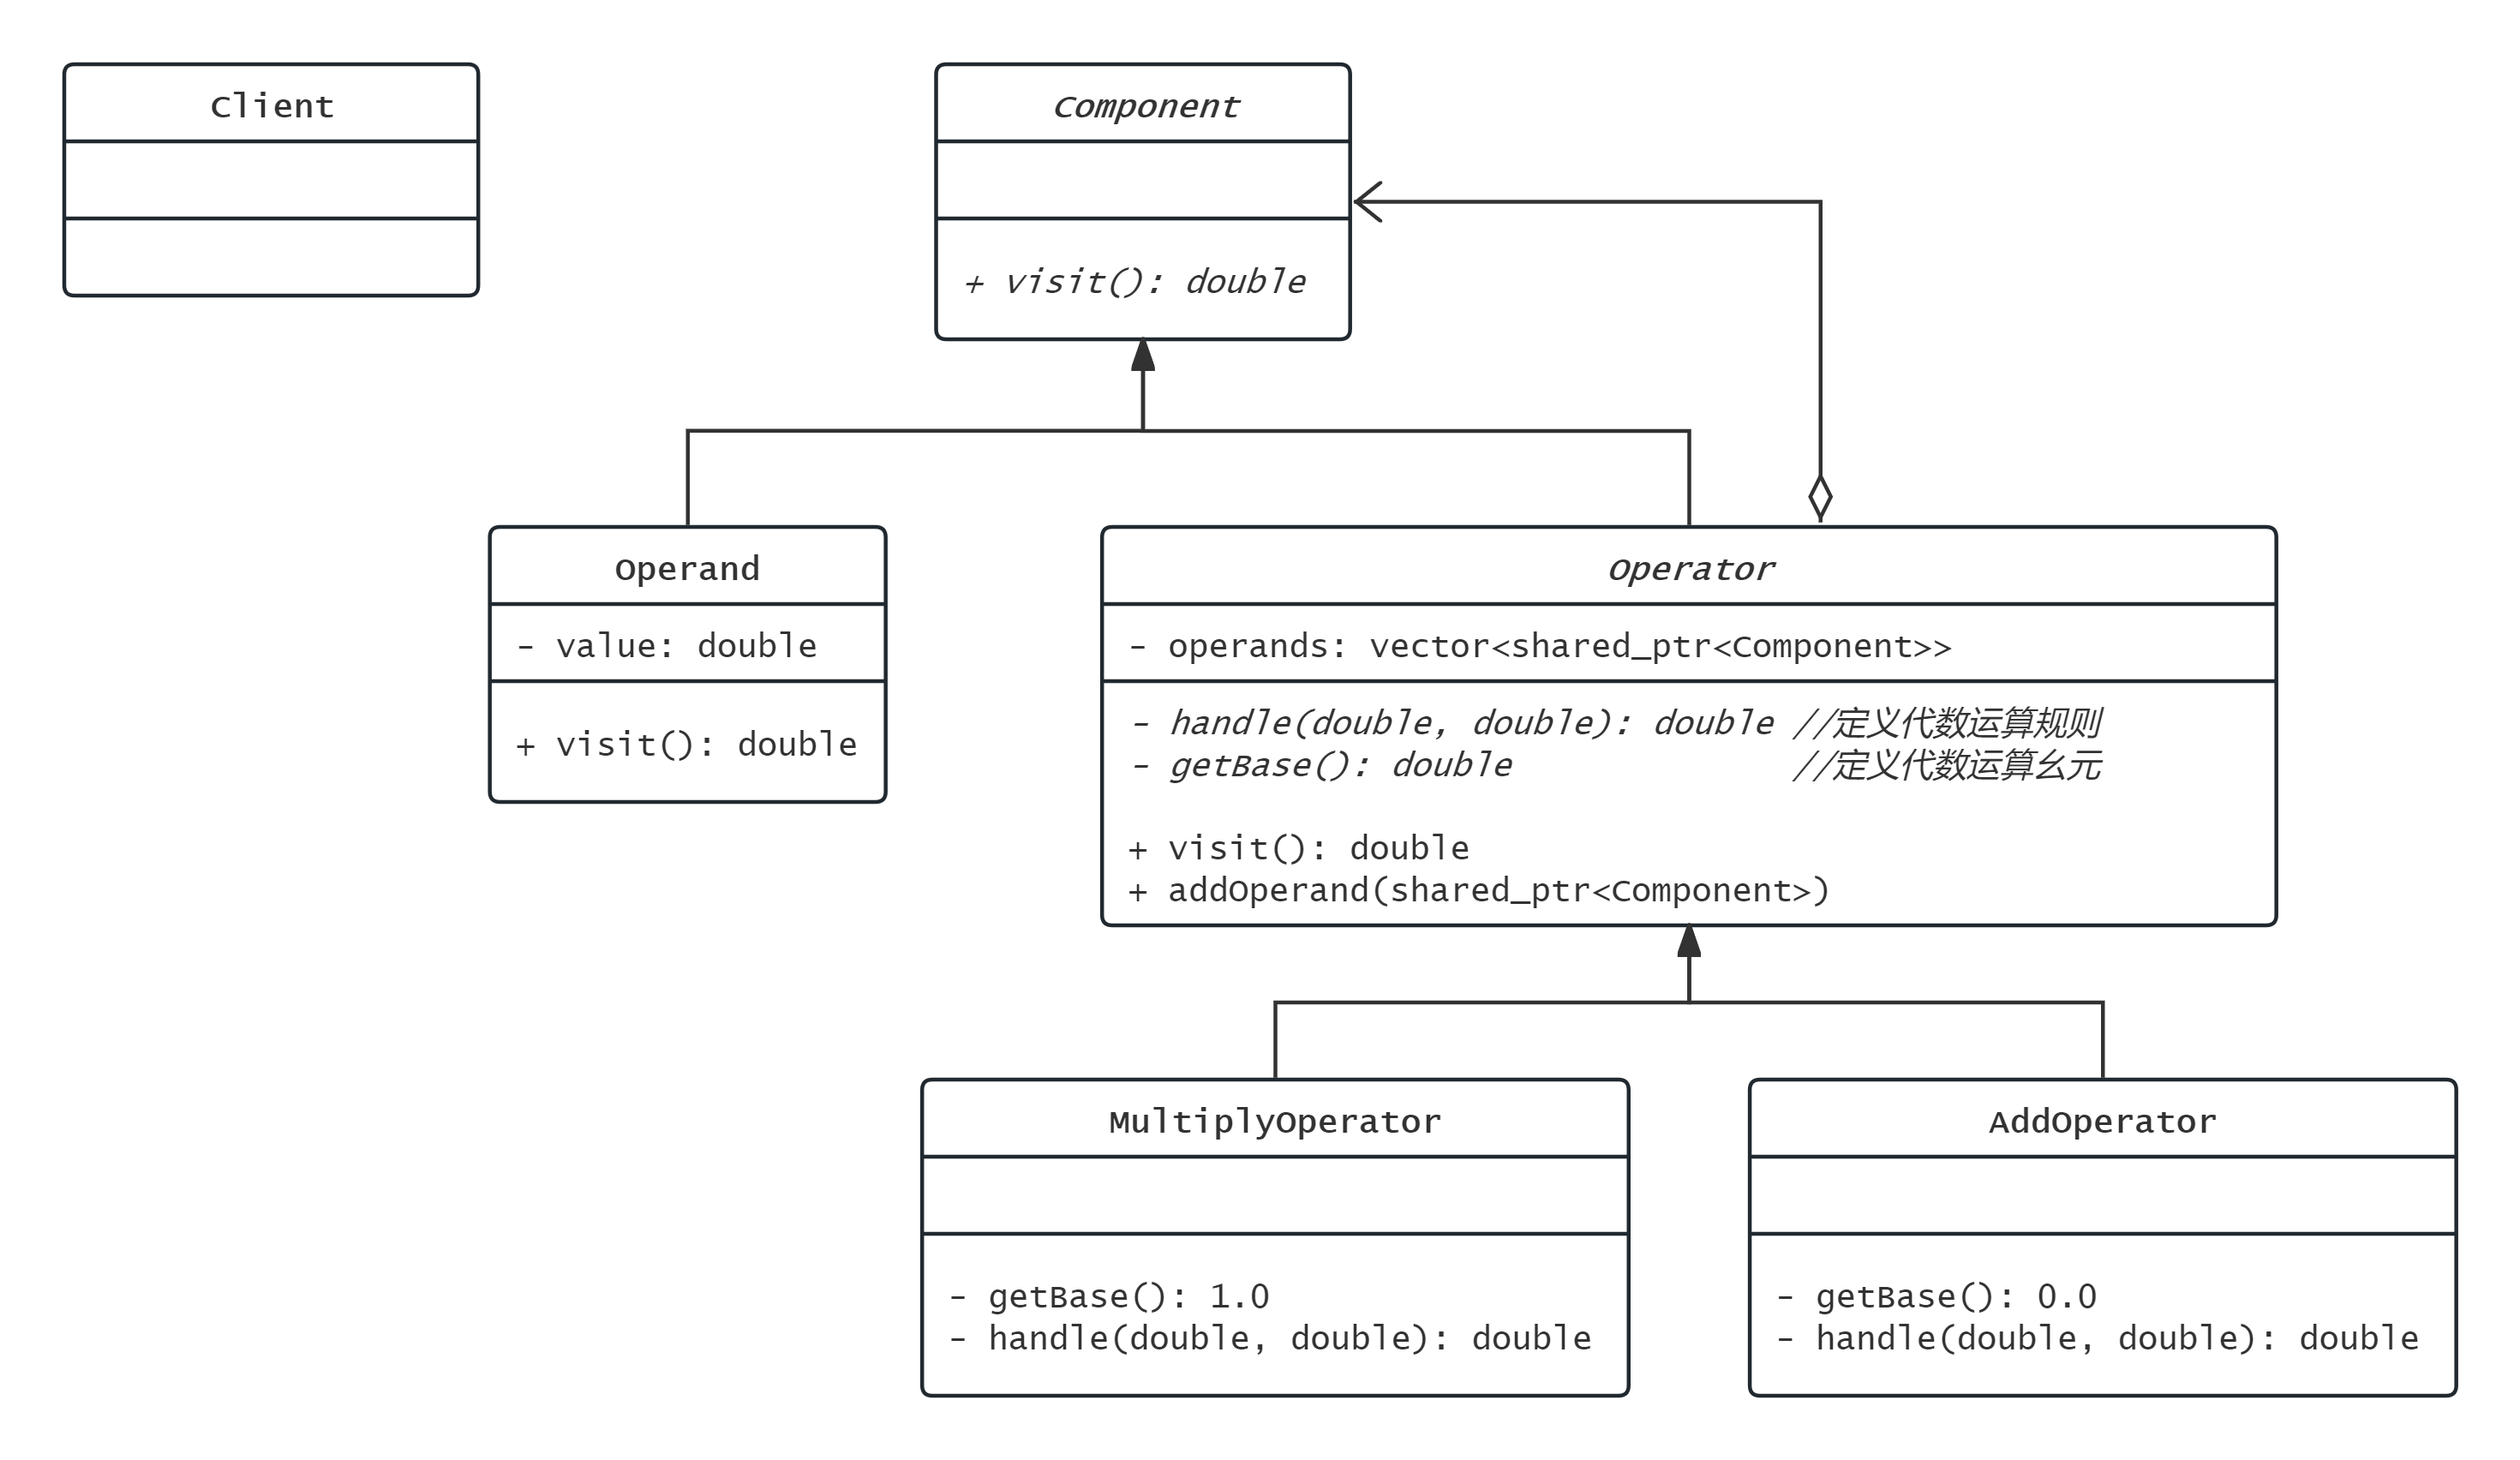 Client
Component
+ visit(): double
Operand
- value: double
+ visit(): double
Operator
- operands: vector<shared_ptr<Component>>
- handle(double, double): double //定义代数运算规则
- getBase(): double //定义代数运算幺元
+ visit(): double
+ addOperand(shared_ptr<Component>)
MultiplyOperator
- getBase(): 1.0
- handle(double, double): double
AddOperator
- getBase(): 0.0
- handle(double, double): double